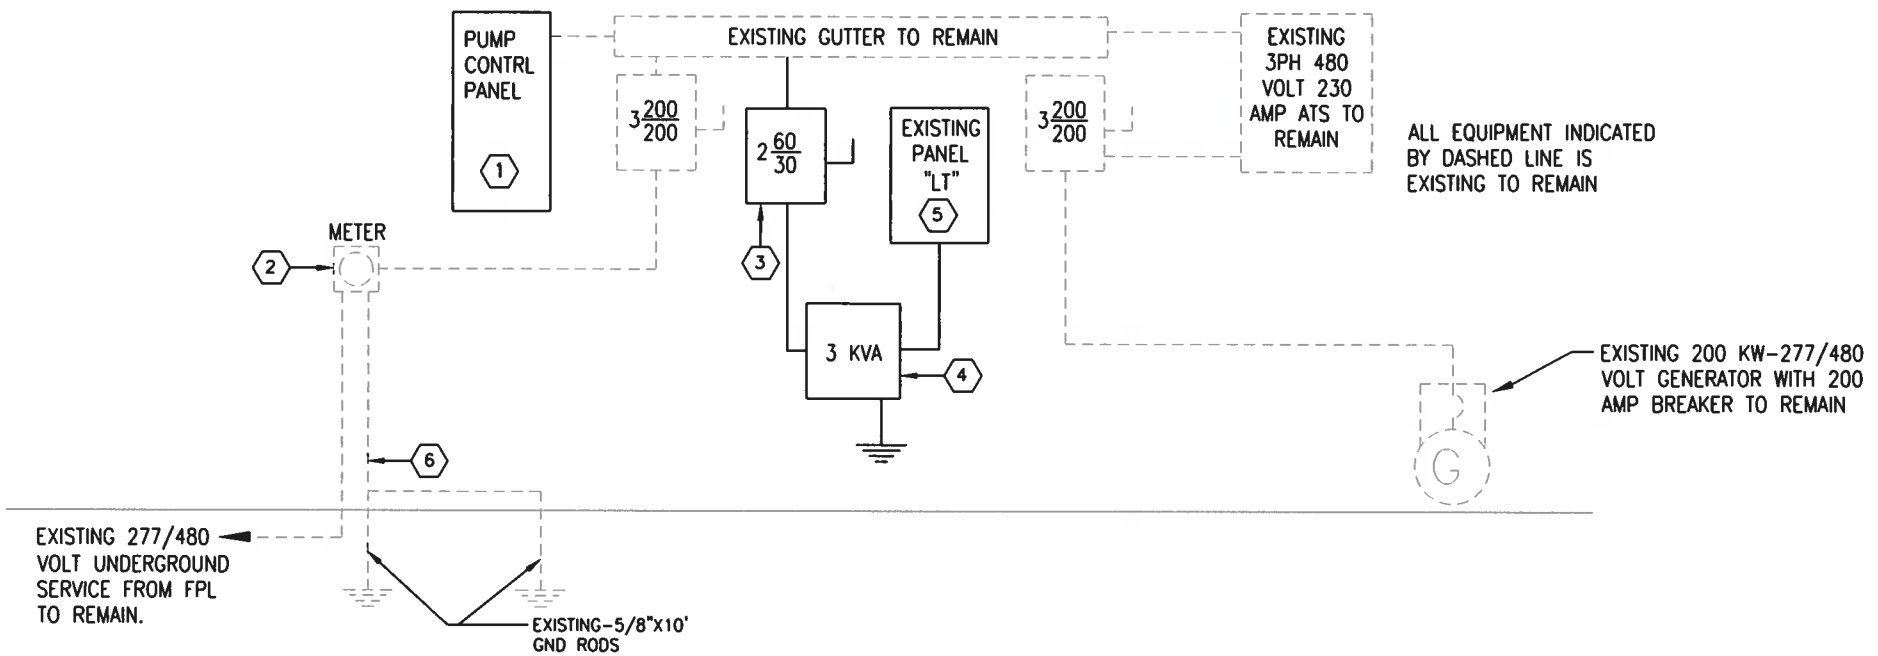 PUMP
CONTRL
PANEL
1
EXISTING GUTTER TO REMAIN
EXISTING
3PH 480
VOLT 230
AMP ATS TO
REMAIN
3 200
200
2 60
30
EXISTING
PANEL
"LT"
5
3 200
200
ALL EQUIPMENT INDICATED
BY DASHED LINE IS
EXISTING TO REMAIN
METER
2
3
3 KVA
4
EXISTING 200 KW-277/480
VOLT GENERATOR WITH 200
AMP BREAKER TO REMAIN
G
6
EXISTING 277/480
VOLT UNDERGROUND
SERVICE FROM FPL
TO REMAIN.
EXISTING-5/8"X10'
GND RODS